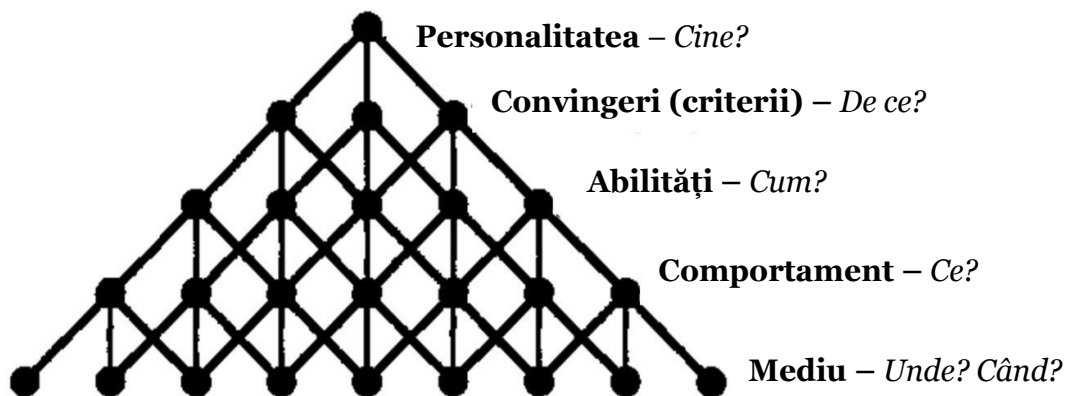 Personalitatea – Cine?
Convingeri (criterii) – De ce?
Abilități – Cum?
Comportament – Ce?
Mediu – Unde? Când?